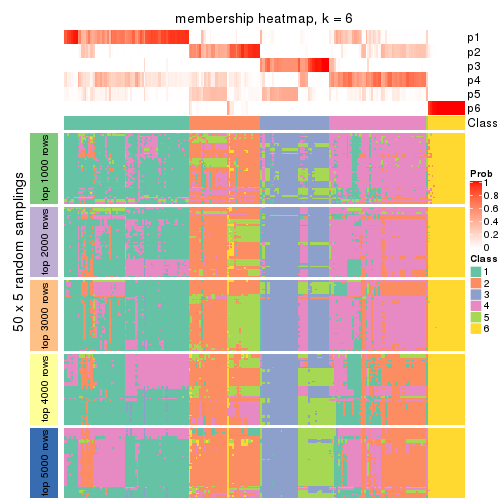 membership heatmap, k = 6
p1
p2
p3
p4
p5
p6
Class
50 x 5 random samplings
top 1000 rows
top 2000 rows
top 3000 rows
top 4000 rows
top 5000 rows
Prob
1
0.8
0.6
0.4
0.2
0
Class
1
2
3
4
5
6